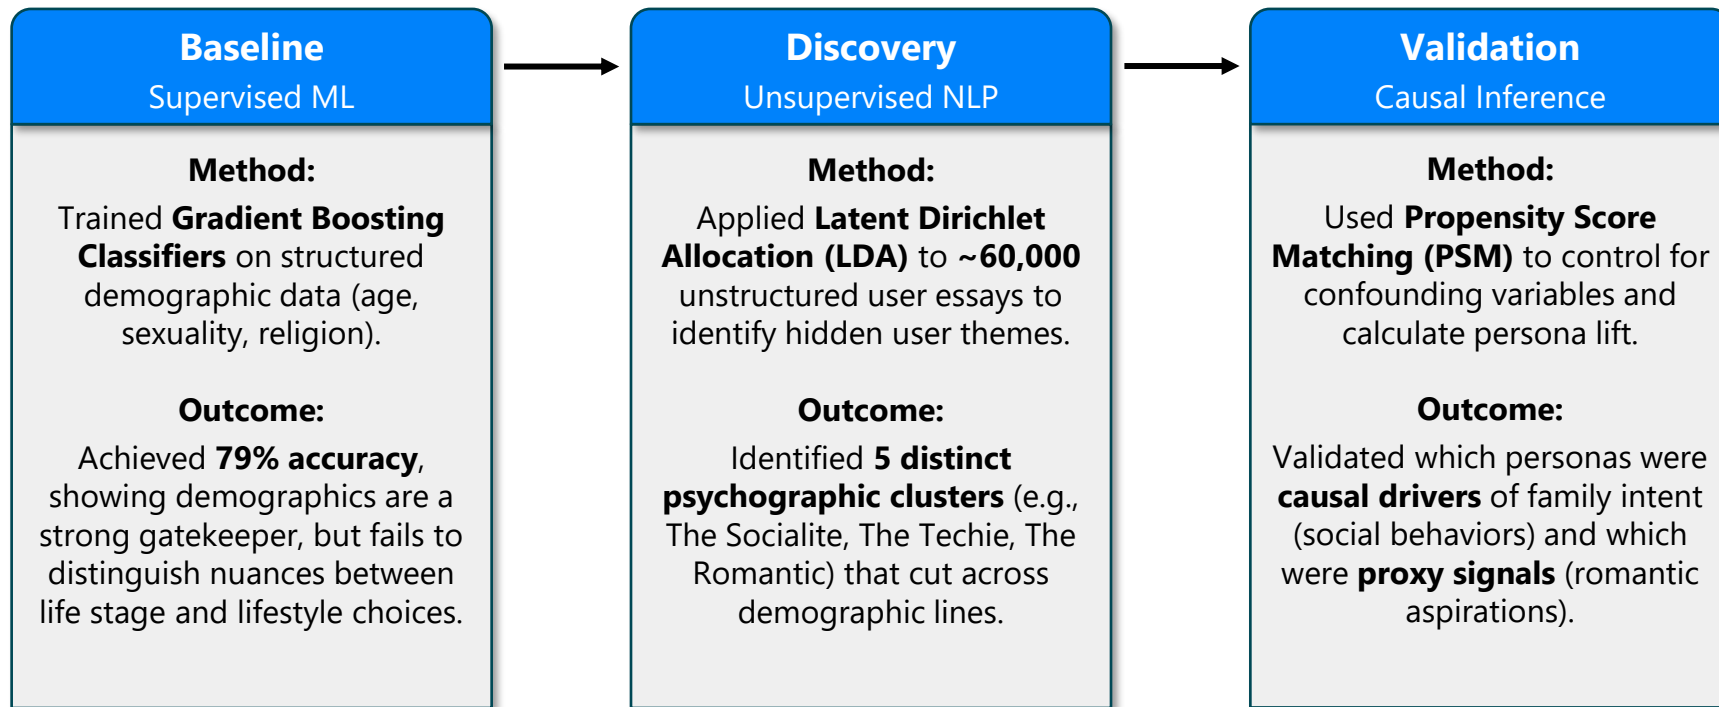 Baseline
Supervised ML
Method:
Trained Gradient Boosting
Classifiers on structured
demographic data (age,
sexuality, religion).
Outcome:
Achieved 79% accuracy,
showing demographics are a
strong gatekeeper, but fails to
distinguish nuances between
life stage and lifestyle choices.
Discovery
Unsupervised NLP
Method:
Applied Latent Dirichlet
Allocation (LDA) to ~60,000
unstructured user essays to
identify hidden user themes.
Outcome:
Identified 5 distinct
psychographic clusters (e.g.,
The Socialite, The Techie, The
Romantic) that cut across
demographic lines.
Validation
Causal Inference
Method:
Used Propensity Score
Matching (PSM) to control for
confounding variables and
calculate persona lift.
Outcome:
Validated which personas were
causal drivers of family intent
(social behaviors) and which
were proxy signals (romantic
aspirations).